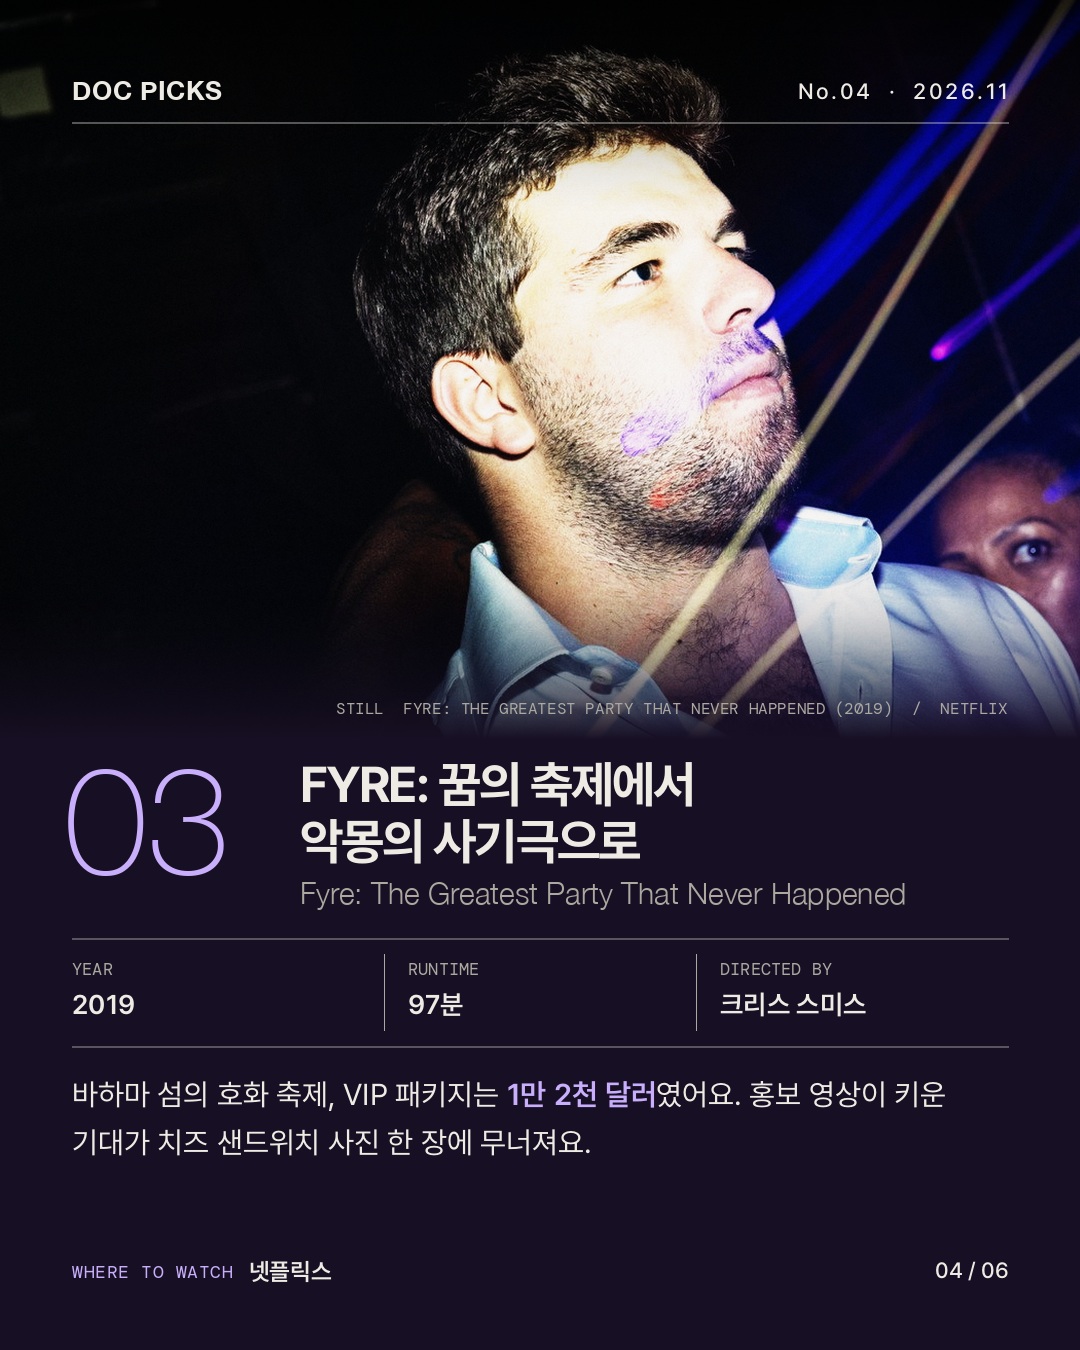 DOC PICKS
No.04 · 2026.11
STILL FYRE: THE GREATEST PARTY THAT NEVER HAPPENED (2019) / NETFLIX
03
FYRE: 꿈의 축제에서
악몽의 사기극으로
Fyre: The Greatest Party That Never Happened
YEAR
2019
RUNTIME
97분
DIRECTED BY
크리스 스미스
바하마 섬의 호화 축제, VIP 패키지는 1만 2천 달러였어요. 홍보 영상이 키운
기대가 치즈 샌드위치 사진 한 장에 무너져요.
WHERE TO WATCH 넷플릭스
04 / 06